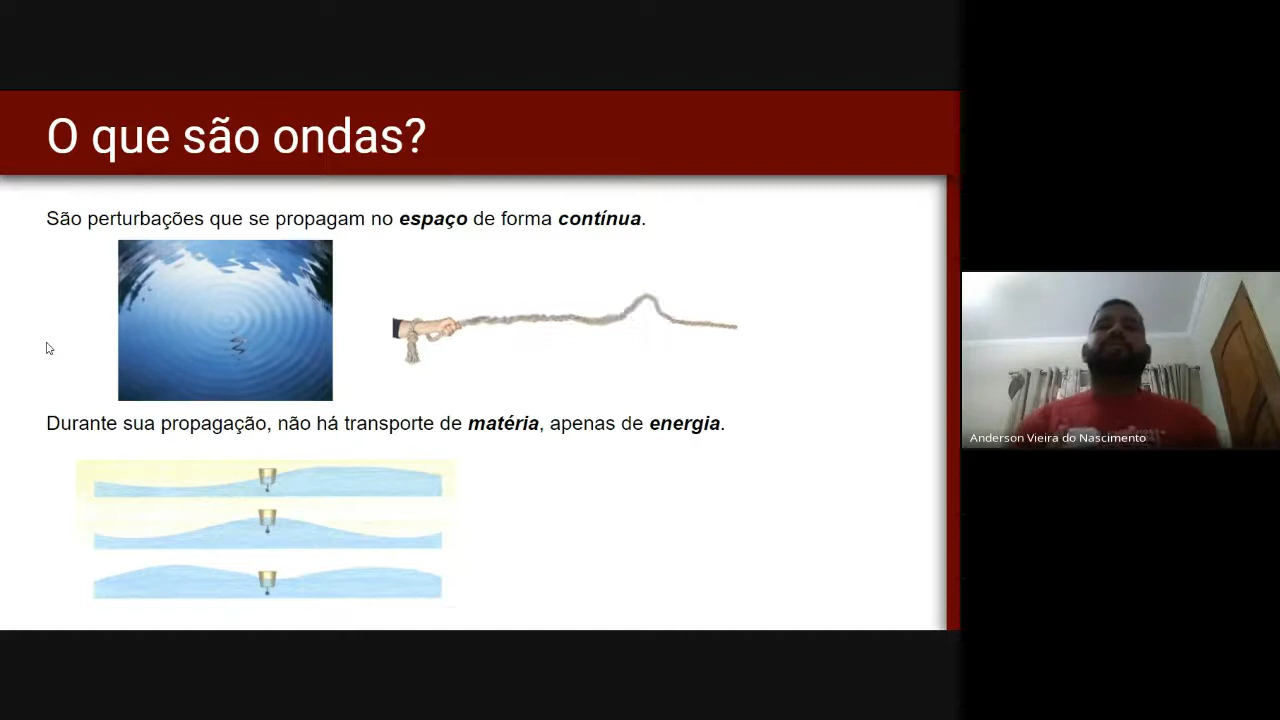 O que são ondas?
São perturbações que se propagam no espaço de forma contínua.
Durante sua propagação, não há transporte de matéria, apenas de energia.
Anderson Vieira do Nascimento